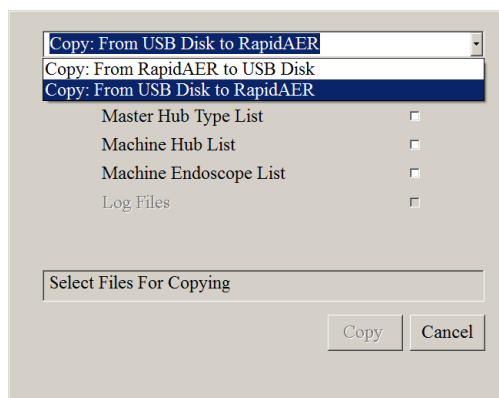 Copy: From USB Disk to RapidAER
Copy: From RapidAER to USB Disk
Copy: From USB Disk to RapidAER
Master Hub Type List
Machine Hub List
Machine Endoscope List
Log Files
Select Files For Copying
Copy Cancel